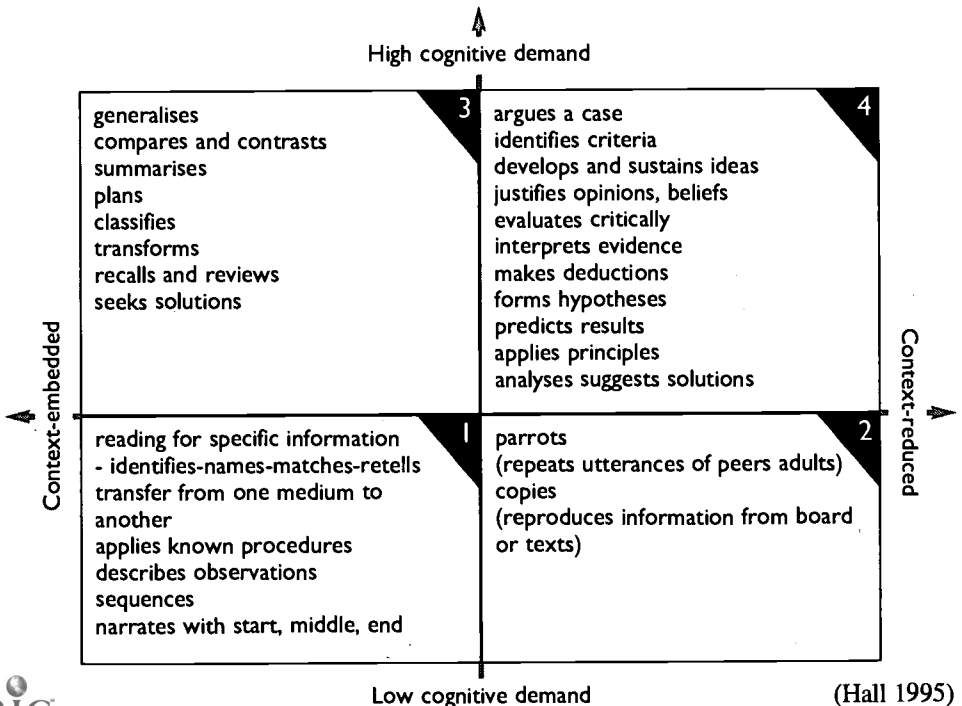 High cognitive demand
3
generalises
compares and contrasts
summarises
plans
classifies
transforms
recalls and reviews
seeks solutions
4
argues a case
identifies criteria
develops and sustains ideas
justifies opinions, beliefs
evaluates critically
interprets evidence
makes deductions
forms hypotheses
predicts results
applies principles
analyses suggests solutions
Context-embedded
Context-reduced
1
reading for specific information
- identifies-names-matches-retells
transfer from one medium to
another
applies known procedures
describes observations
sequences
narrates with start, middle, end
2
parrots
(repeats utterances of peers adults)
copies
(reproduces information from board
or texts)
Low cognitive demand
(Hall 1995)